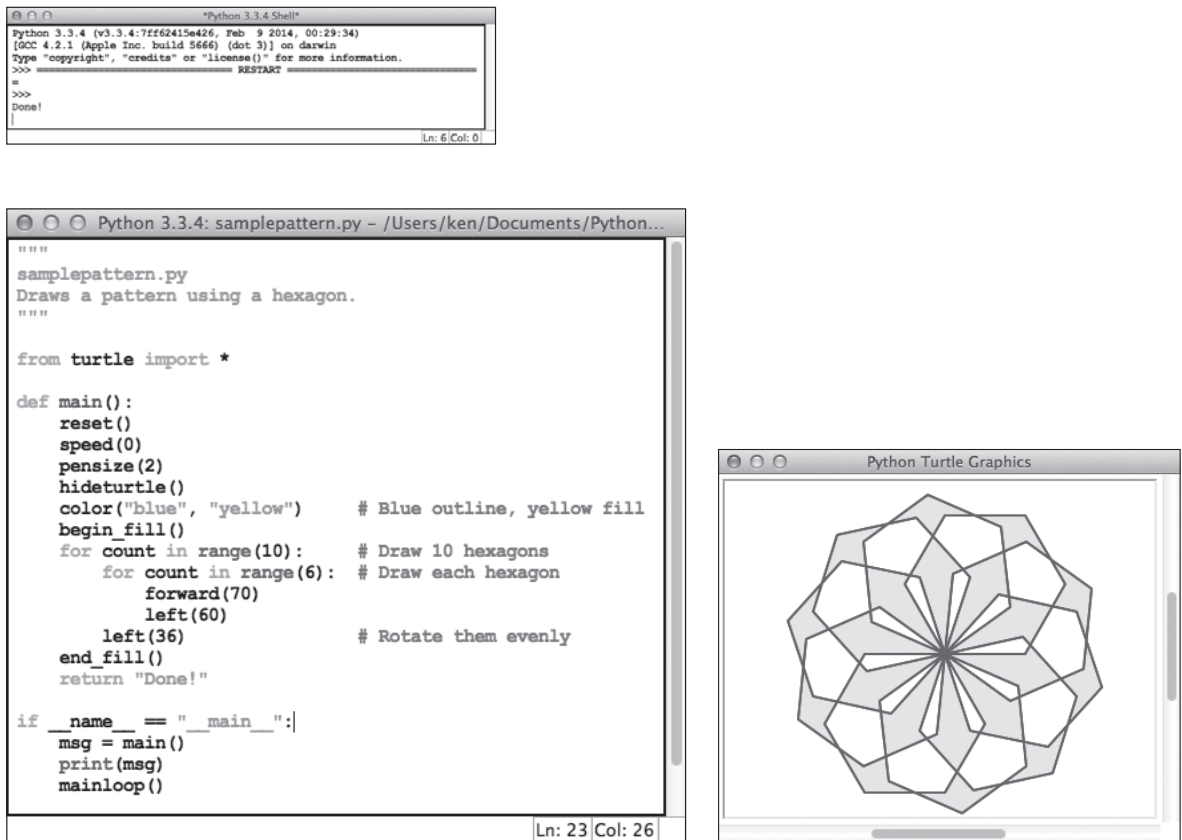 *Python 3.3.4 Shell*
Python 3.3.4 (v3.3.4:7ff62415e426, Feb  9 2014, 00:29:34)
[GCC 4.2.1 (Apple Inc. build 5666) (dot 3)] on darwin
Type "copyright", "credits" or "license()" for more information.
>>> ================================ RESTART ================================
=
>>>
Done!
Ln: 6 Col: 0
Python 3.3.4: samplepattern.py – /Users/ken/Documents/Python...
"""
samplepattern.py
Draws a pattern using a hexagon.
"""
from turtle import *
def main():
    reset()
    speed(0)
    pensize(2)
    hideturtle()
    color("blue", "yellow")     # Blue outline, yellow fill
    begin_fill()
    for count in range(10):     # Draw 10 hexagons
        for count in range(6):  # Draw each hexagon
            forward(70)
            left(60)
        left(36)                # Rotate them evenly
    end_fill()
    return "Done!"
if __name__ == "__main__":
    msg = main()
    print(msg)
    mainloop()
Ln: 23 Col: 26
Python Turtle Graphics